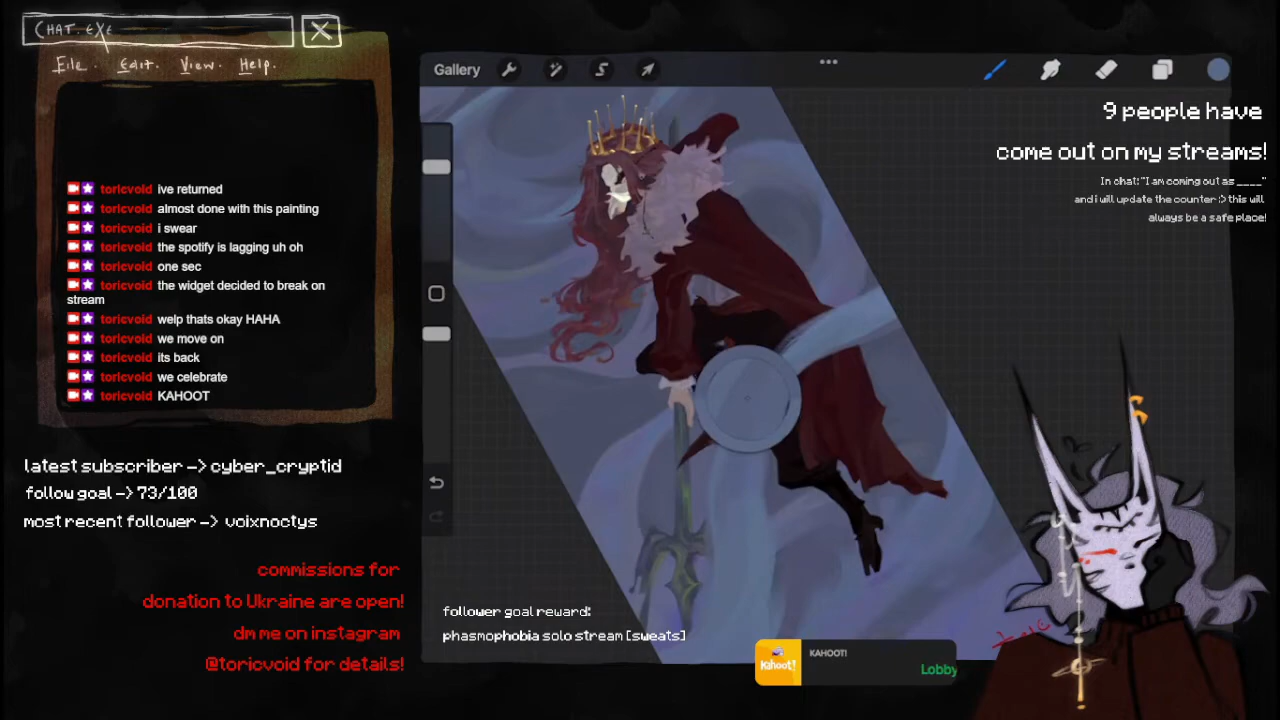 CHAT.EXE
X
File. Edit. View. Help.
toricvoid ive returned
toricvoid almost done with this painting
toricvoid i swear
toricvoid the spotify is lagging uh oh
toricvoid one sec
toricvoid the widget decided to break on
stream
toricvoid welp thats okay HAHA
toricvoid we move on
toricvoid its back
toricvoid we celebrate
toricvoid KAHOOT
latest subscriber -> cyber_cryptid
follow goal -> 73/100
most recent follower -> voixnoctys
commissions for
donation to Ukraine are open!
dm me on instagram
@toricvoid for details!
Gallery
9 people have
come out on my streams!
In chat: "I am coming out as ____"
and i will update the counter :> this will
always be a safe place!
follower goal reward:
phasmophobia solo stream [sweats]
Kahoot!
KAHOOT!
Lobby